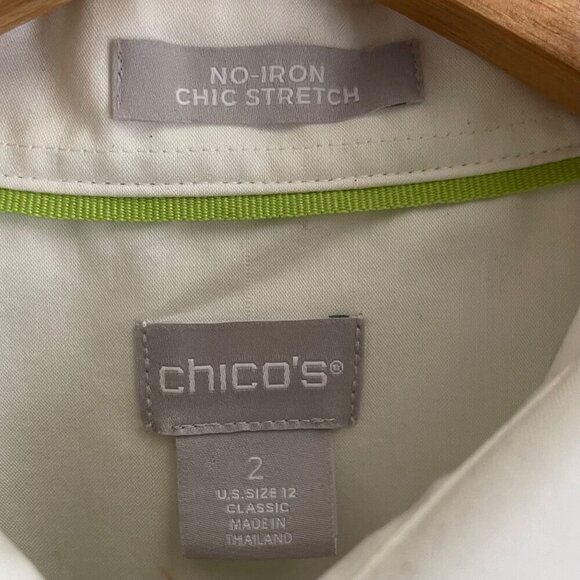 NO-IRON
CHIC STRETCH
chico's®
2
U.S. SIZE 12
CLASSIC
MADE IN
THAILAND